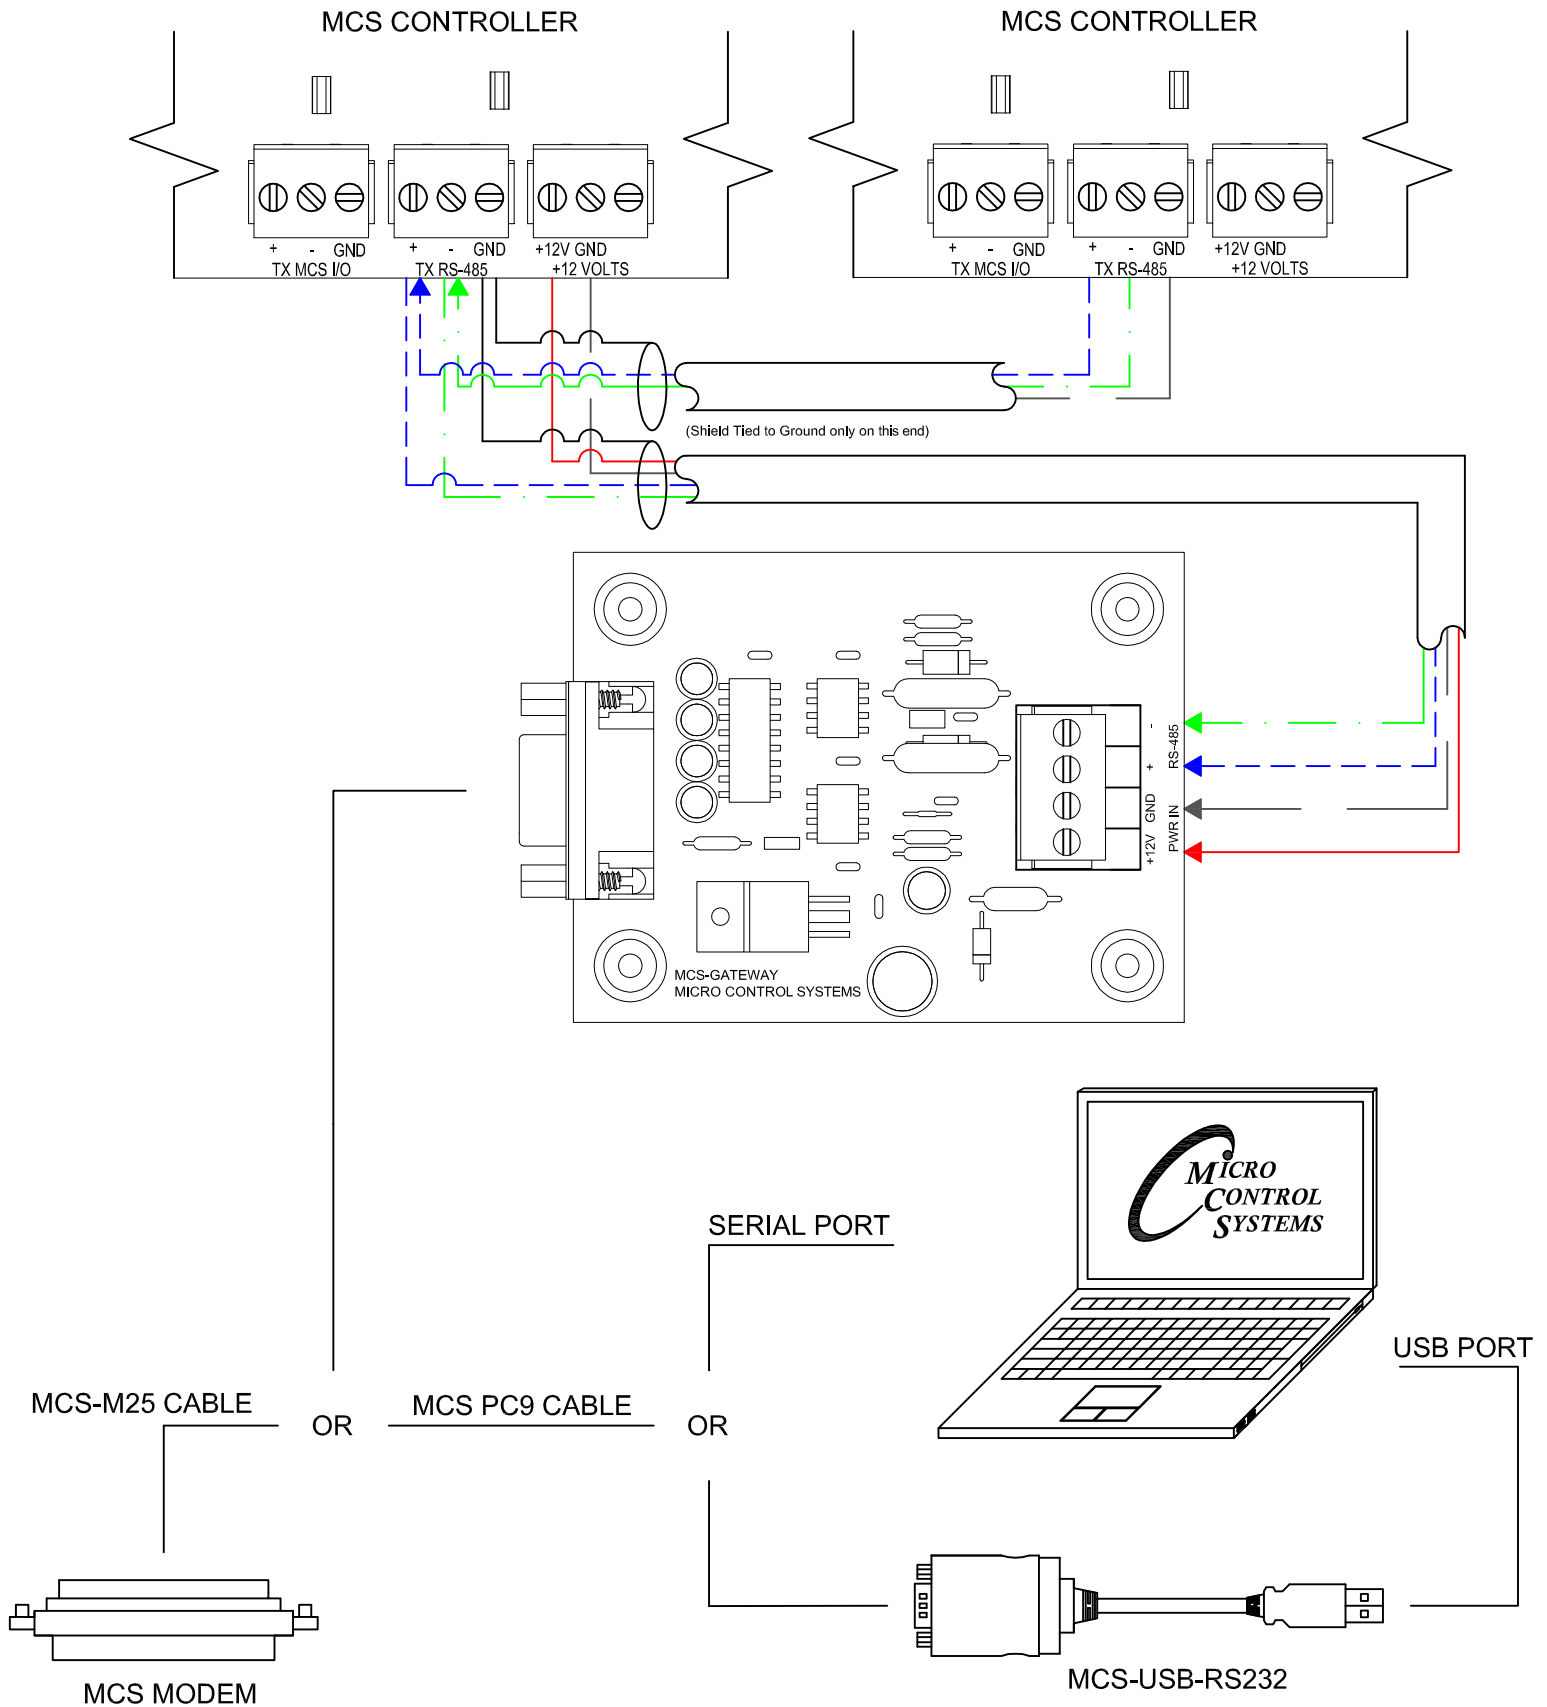 MCS CONTROLLER
MCS CONTROLLER
+ - GND
TX MCS I/O
+ - GND
TX RS-485
+12V GND
+12 VOLTS
+ - GND
TX MCS I/O
+ - GND
TX RS-485
+12V GND
+12 VOLTS
(Shield Tied to Ground only on this end)
-
+
RS-485
GND
+12V
PWR IN
MCS-GATEWAY
MICRO CONTROL SYSTEMS
MICRO
CONTROL
SYSTEMS
SERIAL PORT
USB PORT
MCS-M25 CABLE
OR
MCS PC9 CABLE
OR
MCS MODEM
MCS-USB-RS232